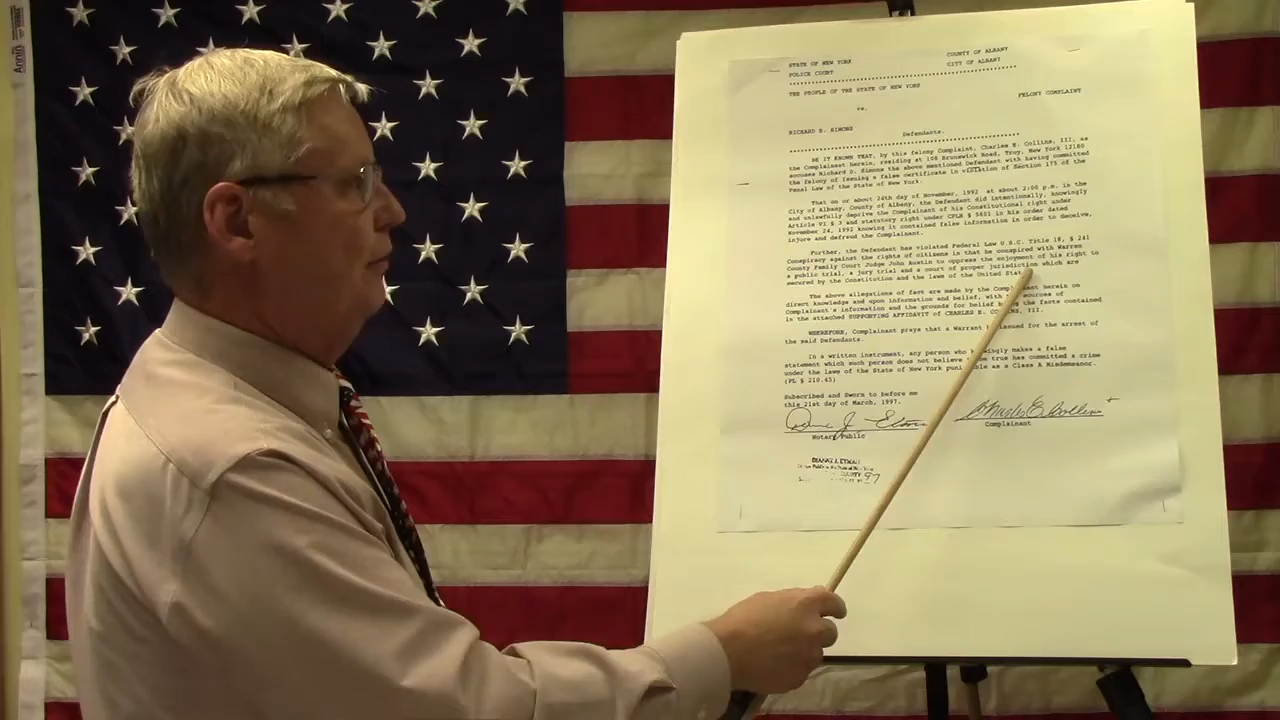 Annin
STATE OF NEW YORK
COUNTY OF ALBANY
POLICE COURT
CITY OF ALBANY
THE PEOPLE OF THE STATE OF NEW YORK
FELONY COMPLAINT
vs.
RICHARD D. SIMONS
Defendants.
BE IT KNOWN THAT, by this felony Complaint, Charles E. Collins, III, as
the Complainant herein, residing at 108 Brunswick Road, Troy, New York 12180
accuses Richard D. Simons the above mentioned Defendant with having committed
the felony of issuing a false certificate in violation of Section 175 of the
Penal Law of the State of New York.
That on or about 24th day of November, 1992 at about 2:00 p.m. in the
City of Albany, County of Albany, the Defendant did intentionally, knowingly
and unlawfully deprive the Complainant of his Constitutional right under
Article VI § 3 and statutory right under CPLR § 5601 in his order dated
November 24, 1992 knowing it contained false information in order to deceive,
injure and defraud the Complainant.
Further, the Defendant has violated Federal Law U.S.C. Title 18, § 241
Conspiracy against the rights of citizens in that he conspired with Warren
County Family Court Judge John Austin to oppress the enjoyment of his right to
a public trial, a jury trial and a court of proper jurisdiction which are
secured by the Constitution and the laws of the United Stat
The above allegations of fact are made by the Comp nt herein on
direct knowledge and upon information and belief, with sources of
Complainant's information and the grounds for belief the facts contained
in the attached SUPPORTING AFFIDAVIT of CHARLES E. CO INS, III.
WHEREFORE, Complainant prays that a Warrant issued for the arrest of
the said Defendants.
In a written instrument, any person who wingly makes a false
statement which such person does not believe true has committed a crime
under the laws of the State of New York puni ble as a Class A Misdemeanor.
(PL § 210.45)
Subscribed and Sworn to before me
this 21st day of March, 1997.
Charles E. Collins
Notary Public
Complainant
DIANE J. ETMAN
COUNTY 97